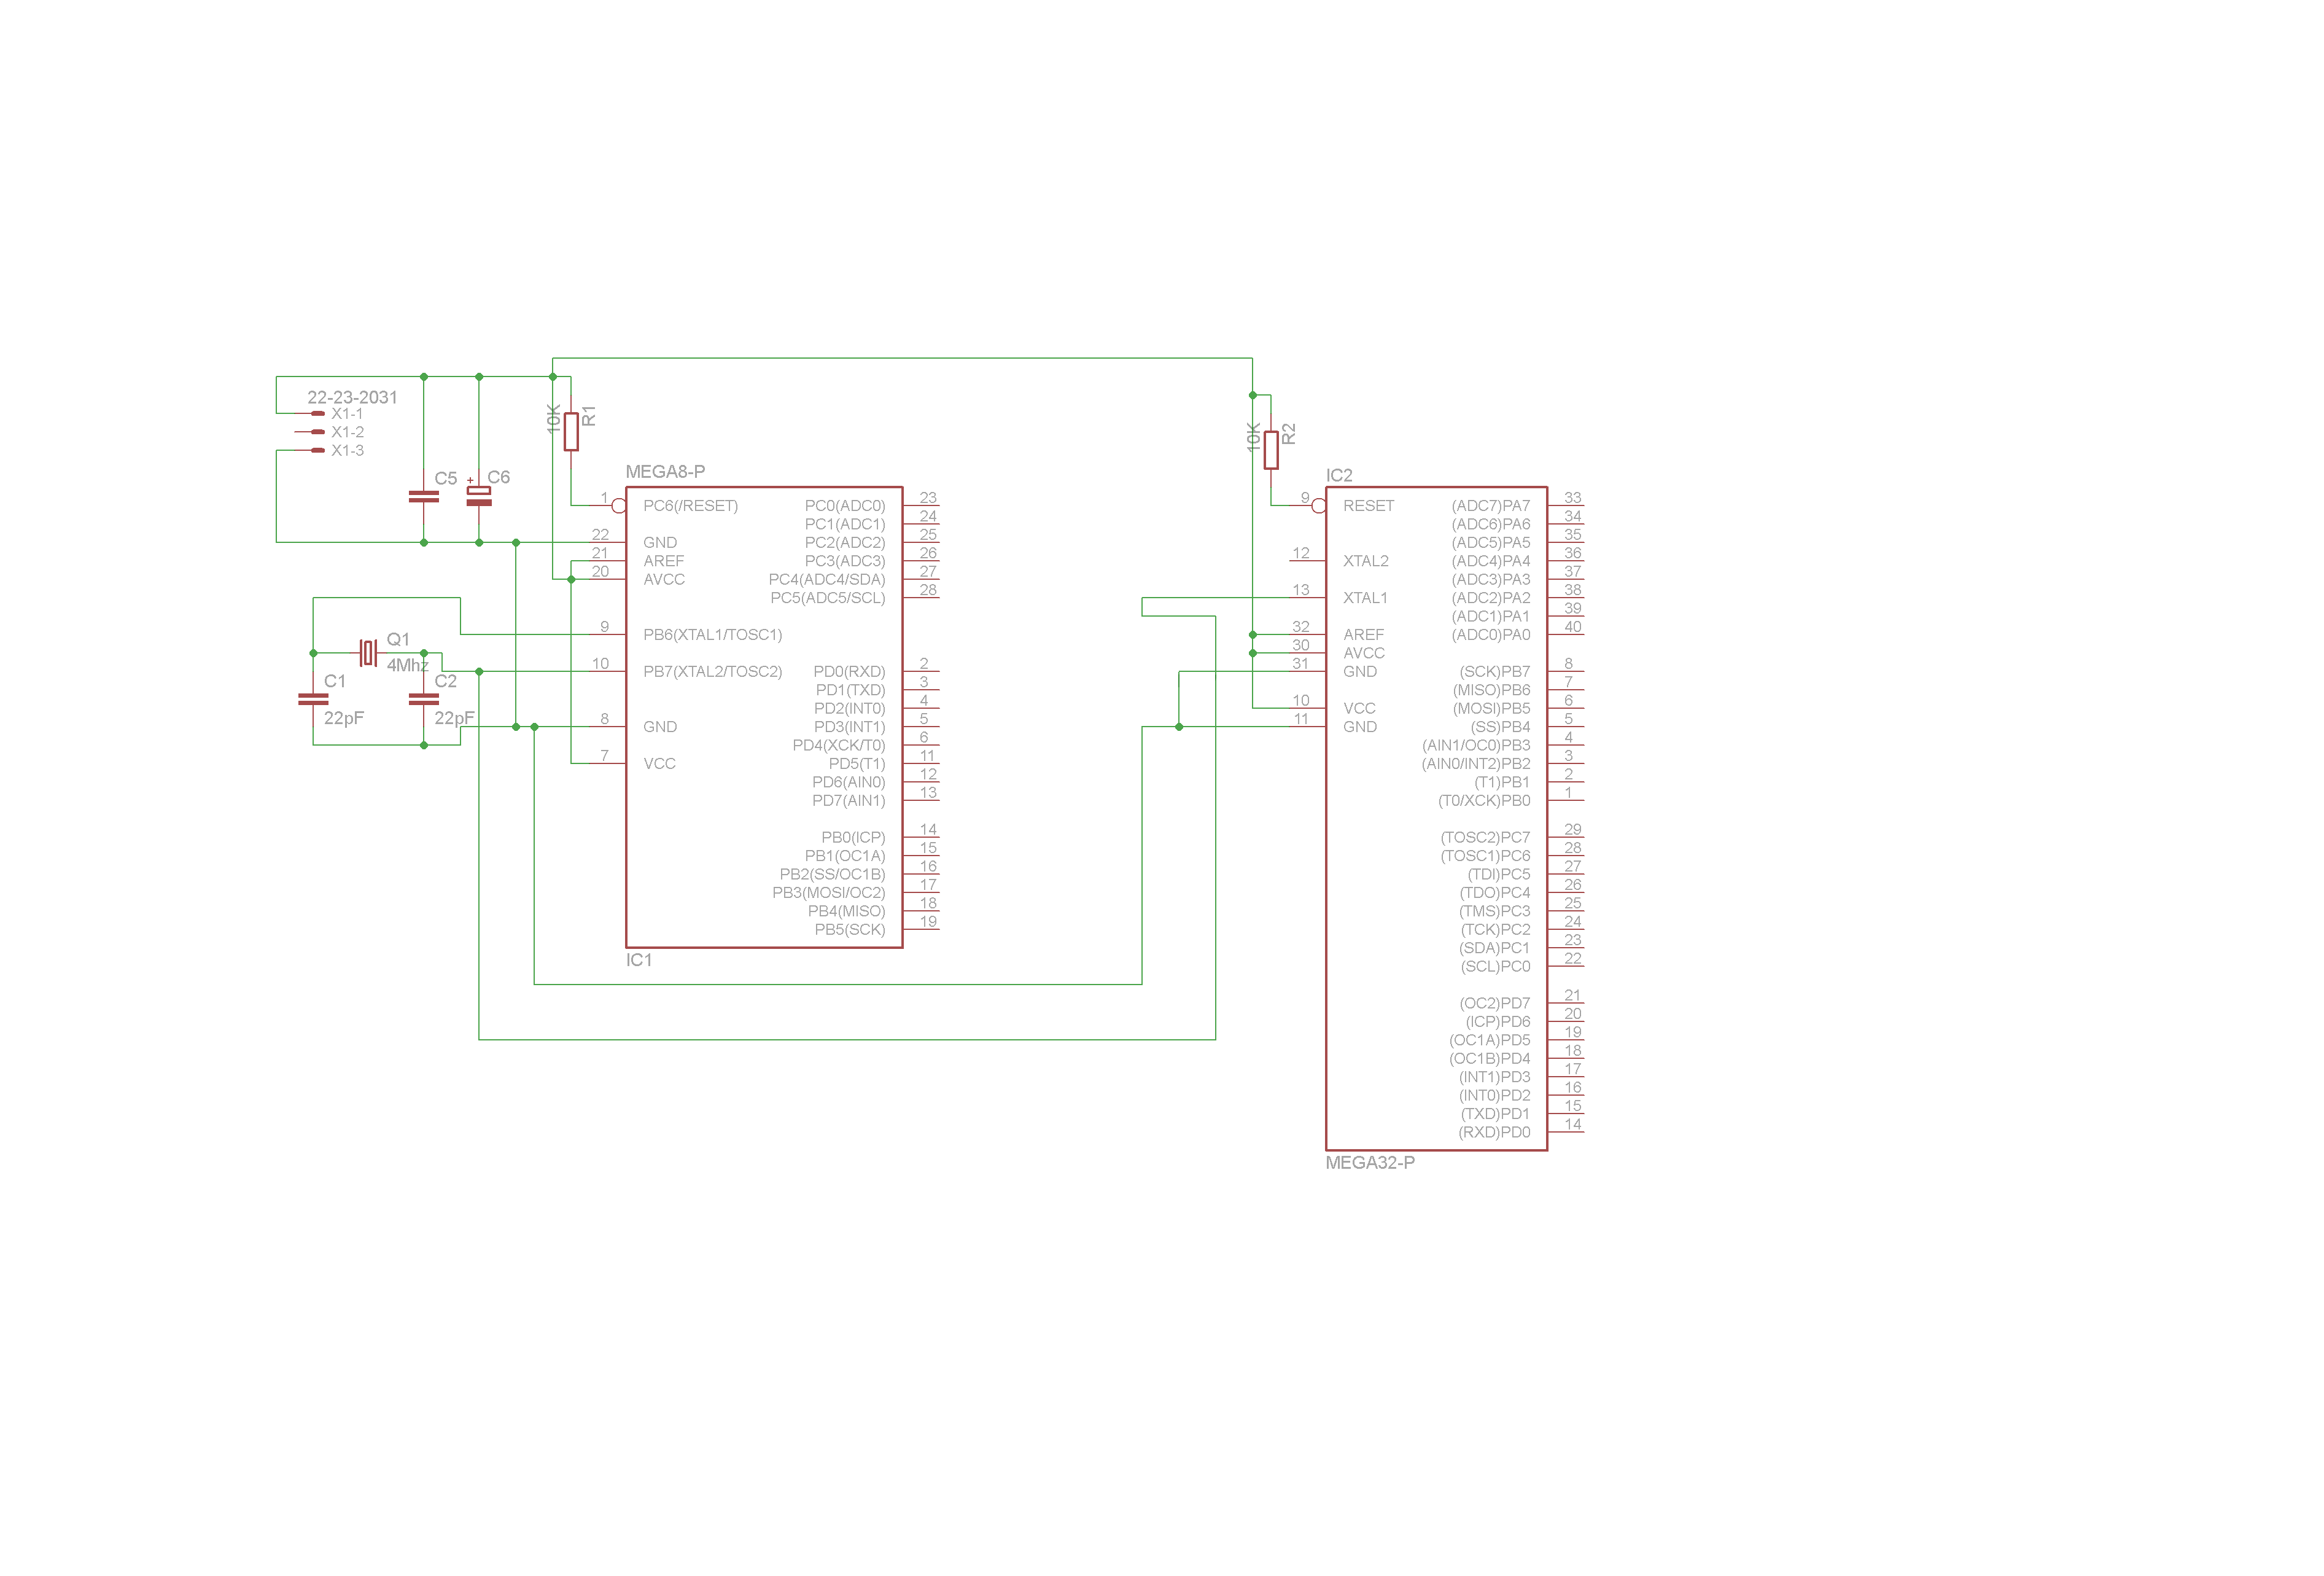 22-23-2031
X1-1
X1-2
X1-3
C5
+
C6
10K
R1
Q1
4Mhz
C1
22pF
C2
22pF
MEGA8-P
1 PC6(/RESET)
22 GND
21 AREF
20 AVCC
9 PB6(XTAL1/TOSC1)
10 PB7(XTAL2/TOSC2)
8 GND
7 VCC
PC0(ADC0) 23
PC1(ADC1) 24
PC2(ADC2) 25
PC3(ADC3) 26
PC4(ADC4/SDA) 27
PC5(ADC5/SCL) 28
PD0(RXD) 2
PD1(TXD) 3
PD2(INT0) 4
PD3(INT1) 5
PD4(XCK/T0) 6
PD5(T1) 11
PD6(AIN0) 12
PD7(AIN1) 13
PB0(ICP) 14
PB1(OC1A) 15
PB2(SS/OC1B) 16
PB3(MOSI/OC2) 17
PB4(MISO) 18
PB5(SCK) 19
IC1
10K
R2
IC2
9 RESET
12 XTAL2
13 XTAL1
32 AREF
30 AVCC
31 GND
10 VCC
11 GND
(ADC7)PA7 33
(ADC6)PA6 34
(ADC5)PA5 35
(ADC4)PA4 36
(ADC3)PA3 37
(ADC2)PA2 38
(ADC1)PA1 39
(ADC0)PA0 40
(SCK)PB7 8
(MISO)PB6 7
(MOSI)PB5 6
(SS)PB4 5
(AIN1/OC0)PB3 4
(AIN0/INT2)PB2 3
(T1)PB1 2
(T0/XCK)PB0 1
(TOSC2)PC7 29
(TOSC1)PC6 28
(TDI)PC5 27
(TDO)PC4 26
(TMS)PC3 25
(TCK)PC2 24
(SDA)PC1 23
(SCL)PC0 22
(OC2)PD7 21
(ICP)PD6 20
(OC1A)PD5 19
(OC1B)PD4 18
(INT1)PD3 17
(INT0)PD2 16
(TXD)PD1 15
(RXD)PD0 14
MEGA32-P